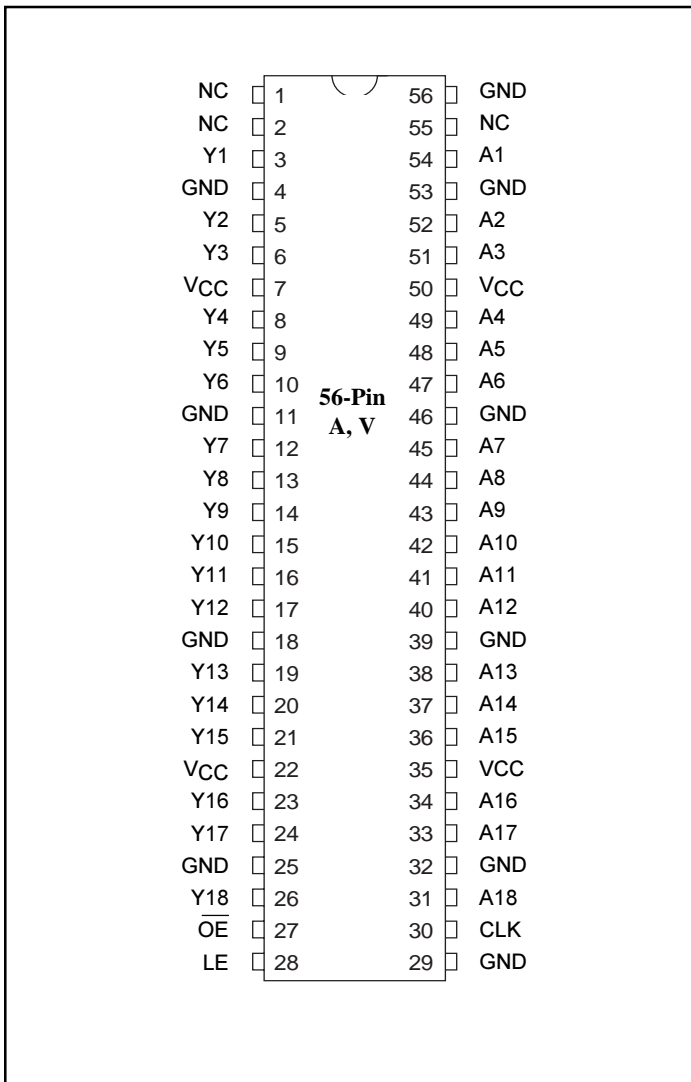 NC 1 56 GND
NC 2 55 NC
Y1 3 54 A1
GND 4 53 GND
Y2 5 52 A2
Y3 6 51 A3
VCC 7 50 VCC
Y4 8 49 A4
Y5 9 48 A5
Y6 10 47 A6
56-Pin
GND 11 46 GND
A, V
Y7 12 45 A7
Y8 13 44 A8
Y9 14 43 A9
Y10 15 42 A10
Y11 16 41 A11
Y12 17 40 A12
GND 18 39 GND
Y13 19 38 A13
Y14 20 37 A14
Y15 21 36 A15
VCC 22 35 VCC
Y16 23 34 A16
Y17 24 33 A17
GND 25 32 GND
Y18 26 31 A18
O̅E̅ 27 30 CLK
LE 28 29 GND